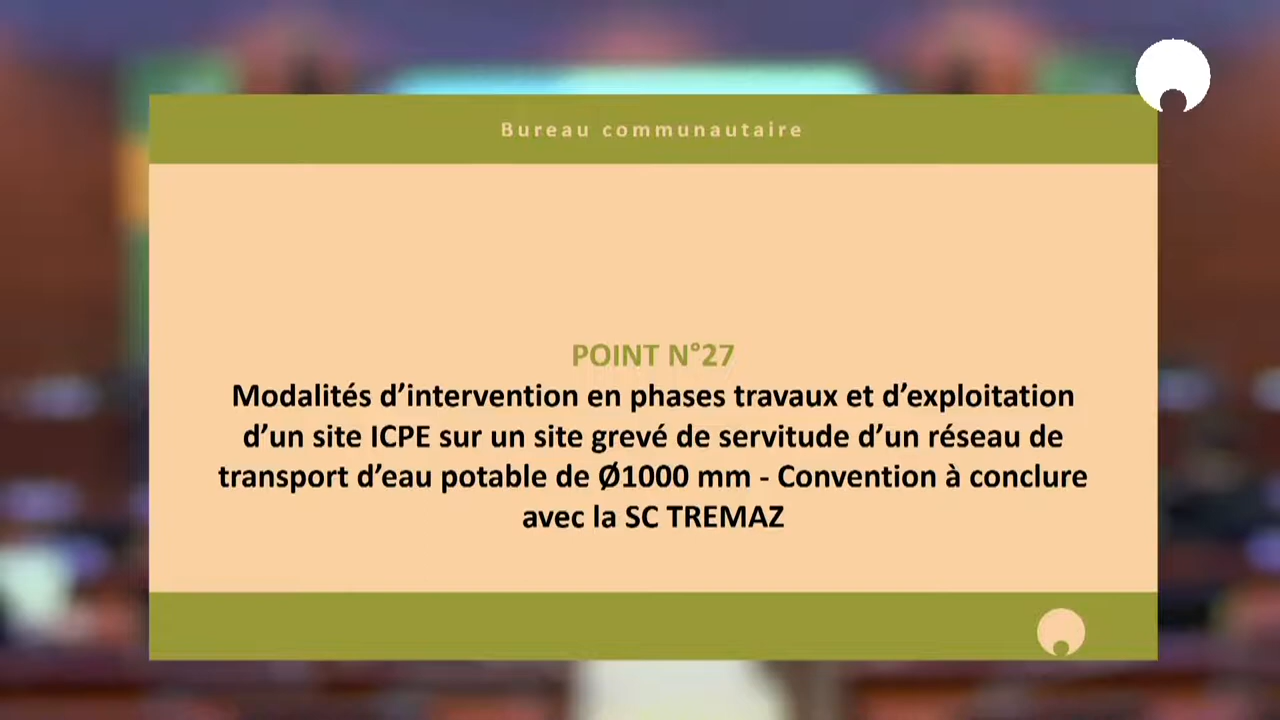 Bureau communautaire
POINT N°27
Modalités d’intervention en phases travaux et d’exploitation
d’un site ICPE sur un site grevé de servitude d’un réseau de
transport d’eau potable de Ø1000 mm - Convention à conclure
avec la SC TREMAZ